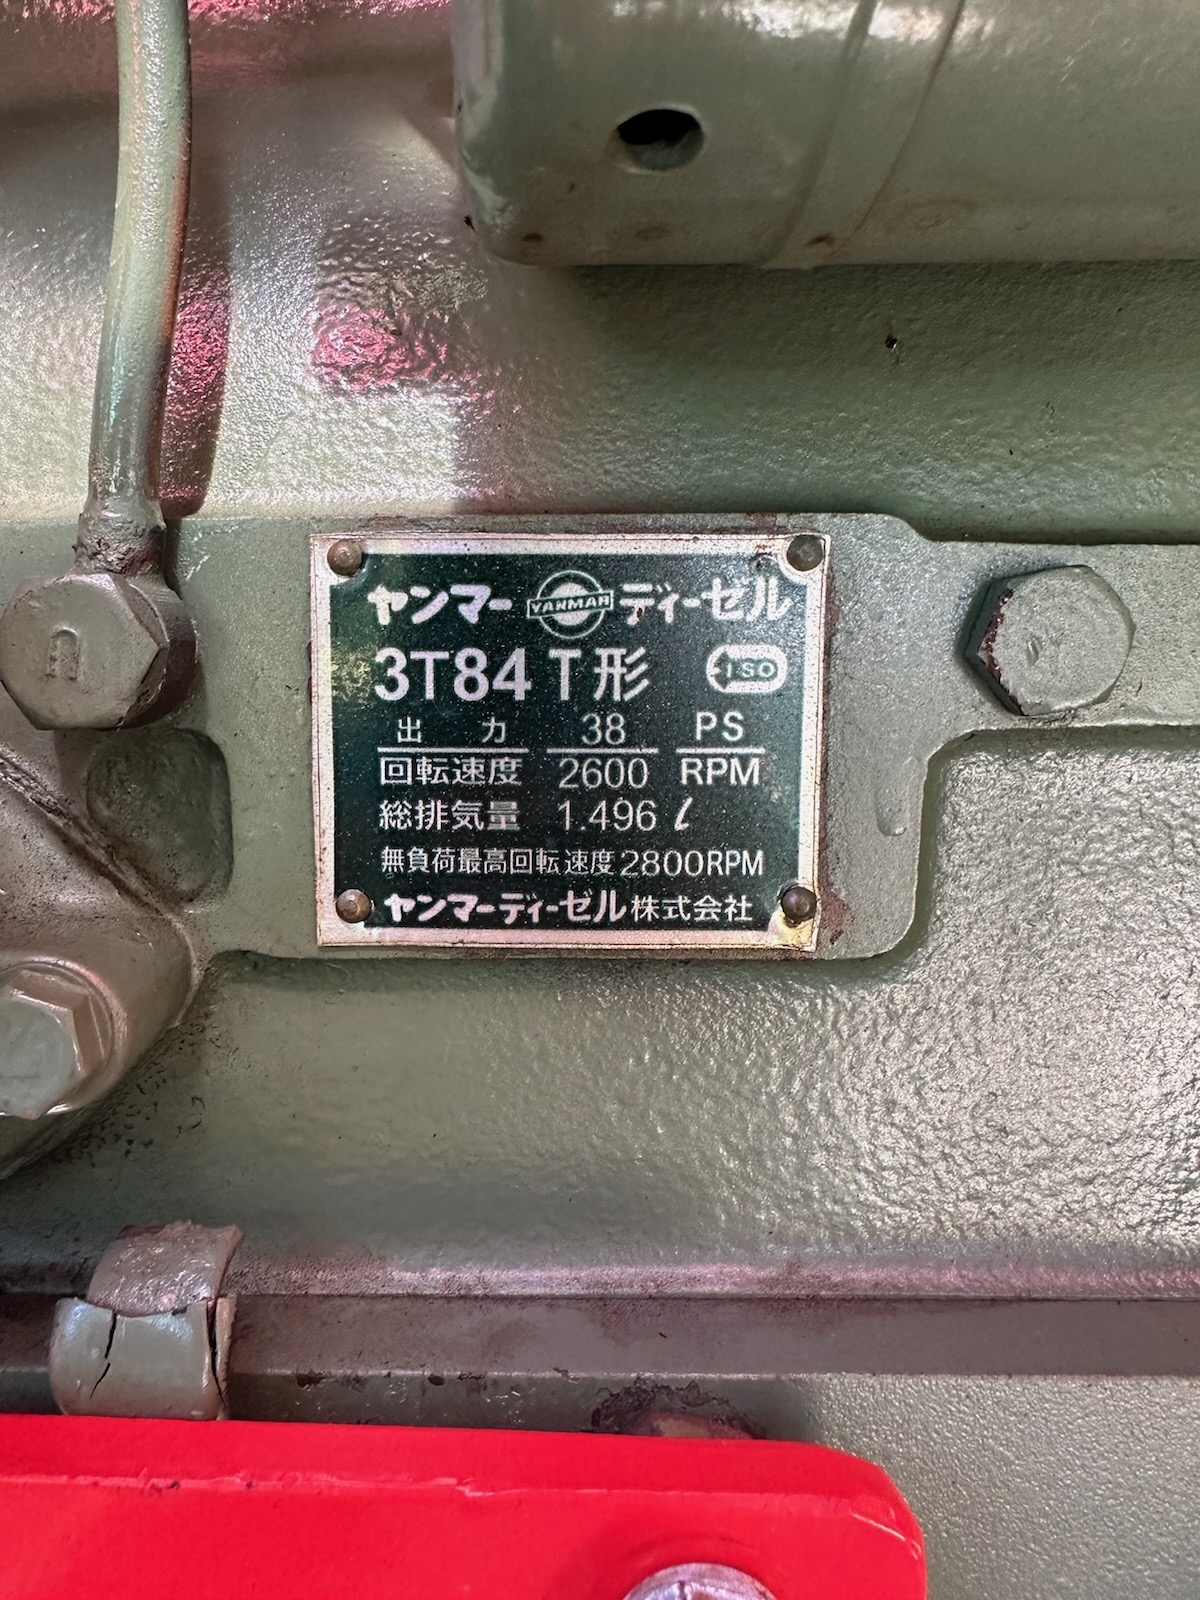 ヤンマー YANMAR ディーゼル
3T84 T形 ISO
出力 38 PS
回転速度 2600 RPM
総排気量 1.496 l
無負荷最高回転速度 2800RPM
ヤンマーディーゼル株式会社